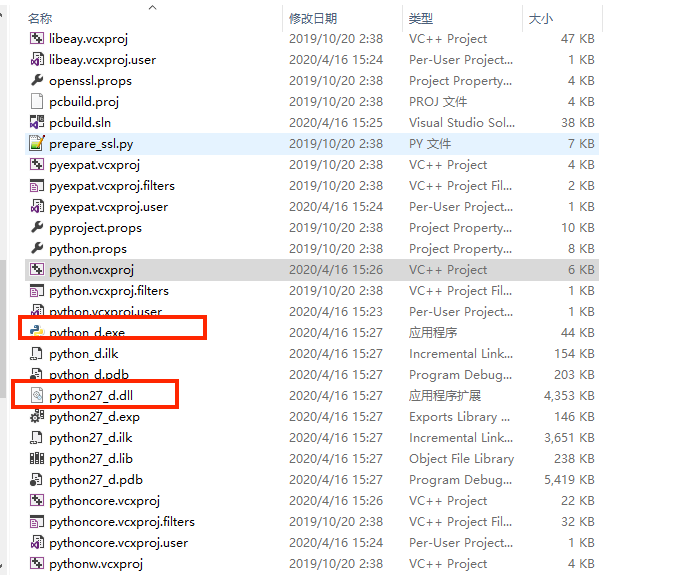 名称 修改日期 类型 大小
libeay.vcxproj 2019/10/20 2:38 VC++ Project 47 KB
libeay.vcxproj.user 2020/4/16 15:24 Per-User Project... 1 KB
openssl.props 2019/10/20 2:38 Project Property... 4 KB
pcbuild.proj 2019/10/20 2:38 PROJ 文件 4 KB
pcbuild.sln 2020/4/16 15:25 Visual Studio Sol... 38 KB
prepare_ssl.py 2019/10/20 2:38 PY 文件 7 KB
pyexpat.vcxproj 2019/10/20 2:38 VC++ Project 4 KB
pyexpat.vcxproj.filters 2019/10/20 2:38 VC++ Project Fil... 2 KB
pyexpat.vcxproj.user 2020/4/16 15:24 Per-User Project... 1 KB
pyproject.props 2019/10/20 2:38 Project Property... 10 KB
python.props 2019/10/20 2:38 Project Property... 8 KB
python.vcxproj 2020/4/16 15:26 VC++ Project 6 KB
python.vcxproj.filters 2019/10/20 2:38 VC++ Project Fil... 1 KB
python.vcxproj.user 2020/4/16 15:23 Per-User Project... 1 KB
python_d.exe 2020/4/16 15:27 应用程序 44 KB
python_d.ilk 2020/4/16 15:27 Incremental Link... 154 KB
python_d.pdb 2020/4/16 15:27 Program Debug... 203 KB
python27_d.dll 2020/4/16 15:27 应用程序扩展 4,353 KB
python27_d.exp 2020/4/16 15:27 Exports Library ... 146 KB
python27_d.ilk 2020/4/16 15:27 Incremental Link... 3,651 KB
python27_d.lib 2020/4/16 15:27 Object File Library 238 KB
python27_d.pdb 2020/4/16 15:27 Program Debug... 5,419 KB
pythoncore.vcxproj 2020/4/16 15:26 VC++ Project 22 KB
pythoncore.vcxproj.filters 2019/10/20 2:38 VC++ Project Fil... 32 KB
pythoncore.vcxproj.user 2020/4/16 15:24 Per-User Project... 1 KB
pythonw.vcxproj 2019/10/20 2:38 VC++ Project 4 KB